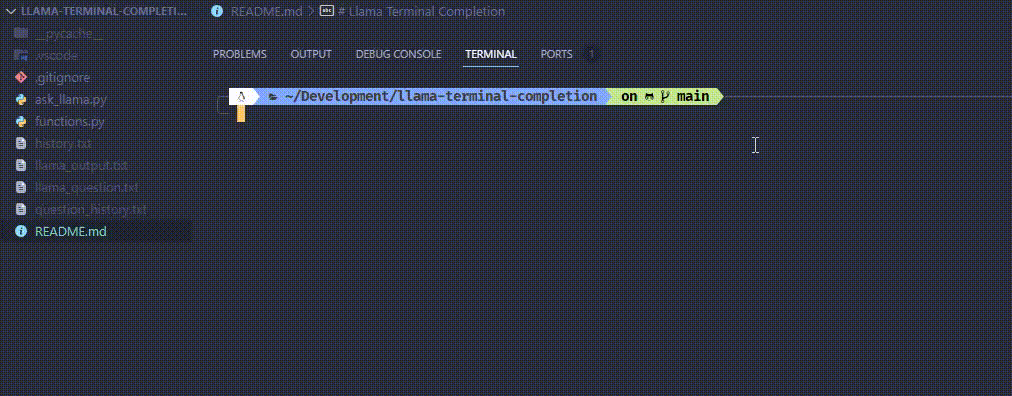 LLAMA-TERMINAL-COMPLETI...
__pycache__
.vscode
.gitignore
ask_llama.py
functions.py
history.txt
llama_output.txt
llama_question.txt
question_history.txt
README.md
README.md > # Llama Terminal Completion
PROBLEMS OUTPUT DEBUG CONSOLE TERMINAL PORTS 1
~/Development/llama-terminal-completion on main